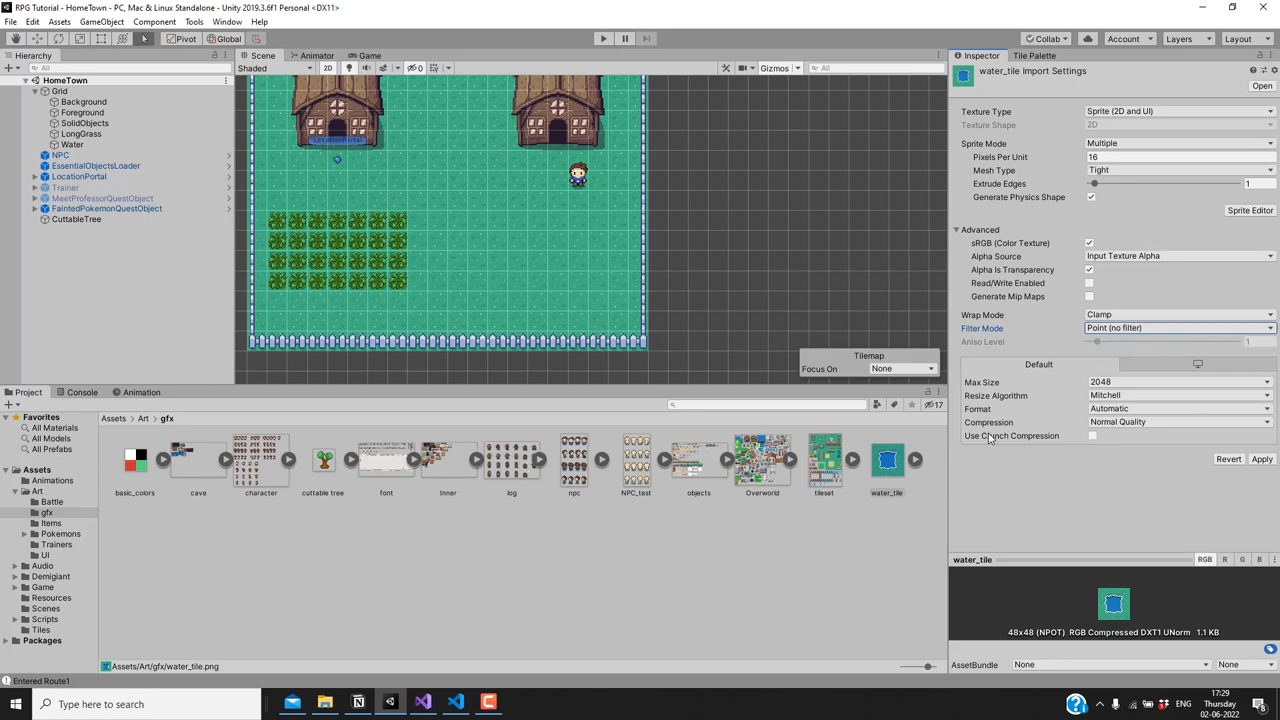 RPG Tutorial - HomeTown - PC, Mac & Linux Standalone - Unity 2019.3.6f1 Personal <DX11>
File Edit Assets GameObject Component Tools Window Help
Pivot Global Collab Account Layers Layout
Hierarchy Scene Animator Game Inspector Tile Palette
All Shaded 2D 0 Gizmos All
water_tile Import Settings
Open
HomeTown
Grid
Background
Foreground
SolidObjects
LongGrass
Water
NPC
EssentialObjectsLoader
LocationPortal
Trainer
MeetProfessorQuestObject
FaintedPokemonQuestObject
CuttableTree
LocationPortal
Tilemap
Focus On None
Texture Type Sprite (2D and UI)
Texture Shape 2D
Sprite Mode Multiple
Pixels Per Unit 16
Mesh Type Tight
Extrude Edges 1
Generate Physics Shape
Sprite Editor
Advanced
sRGB (Color Texture)
Alpha Source Input Texture Alpha
Alpha Is Transparency
Read/Write Enabled
Generate Mip Maps
Wrap Mode Clamp
Filter Mode Point (no filter)
Aniso Level 1
Default
Max Size 2048
Resize Algorithm Mitchell
Format Automatic
Compression Normal Quality
Use Crunch Compression
Revert Apply
Project Console Animation
17
Favorites
All Materials
All Models
All Prefabs
Assets
Animations
Art
Battle
gfx
Items
Pokemons
Trainers
UI
Audio
Demigiant
Game
Resources
Scenes
Scripts
Tiles
Packages
Assets Art gfx
basic_colors cave character cuttable tree font Inner log npc NPC_test objects Overworld tileset water_tile
Assets/Art/gfx/water_tile.png
water_tile RGB R G B
48x48 (NPOT) RGB Compressed DXT1 UNorm 1.1 KB
AssetBundle None None
Entered Route1
Type here to search
ENG
17:29
Thursday
02-06-2022
8